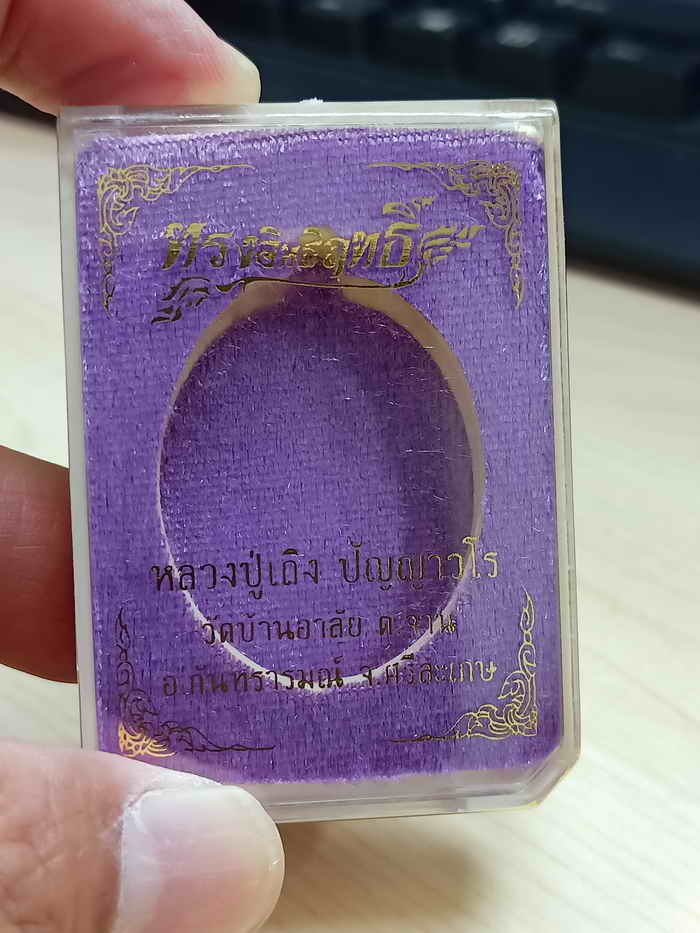 ทรงอิทธิฤทธิ์
หลวงปู่เถิง ปัญญาวโร
วัดบ้านอาลัย ต.จาน
อ.กันทรารมณ์ จ.ศรีสะเกษ